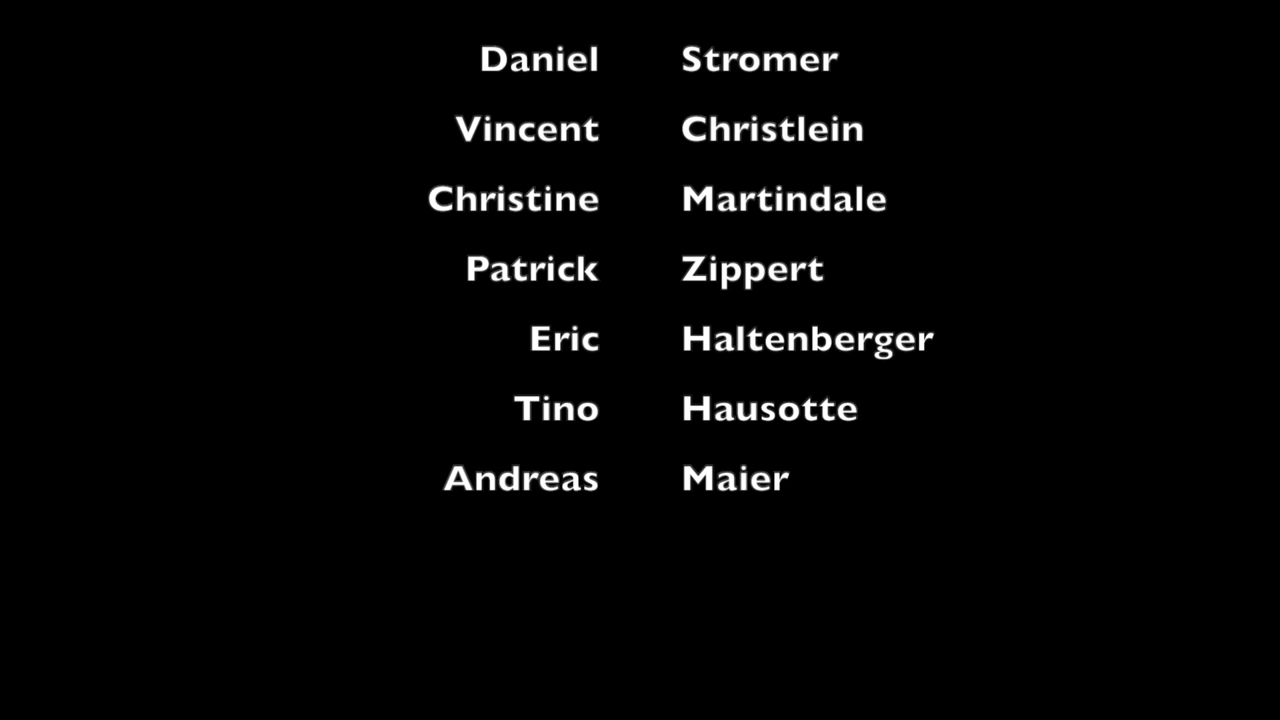 Daniel Stromer
Vincent Christlein
Christine Martindale
Patrick Zippert
Eric Haltenberger
Tino Hausotte
Andreas Maier